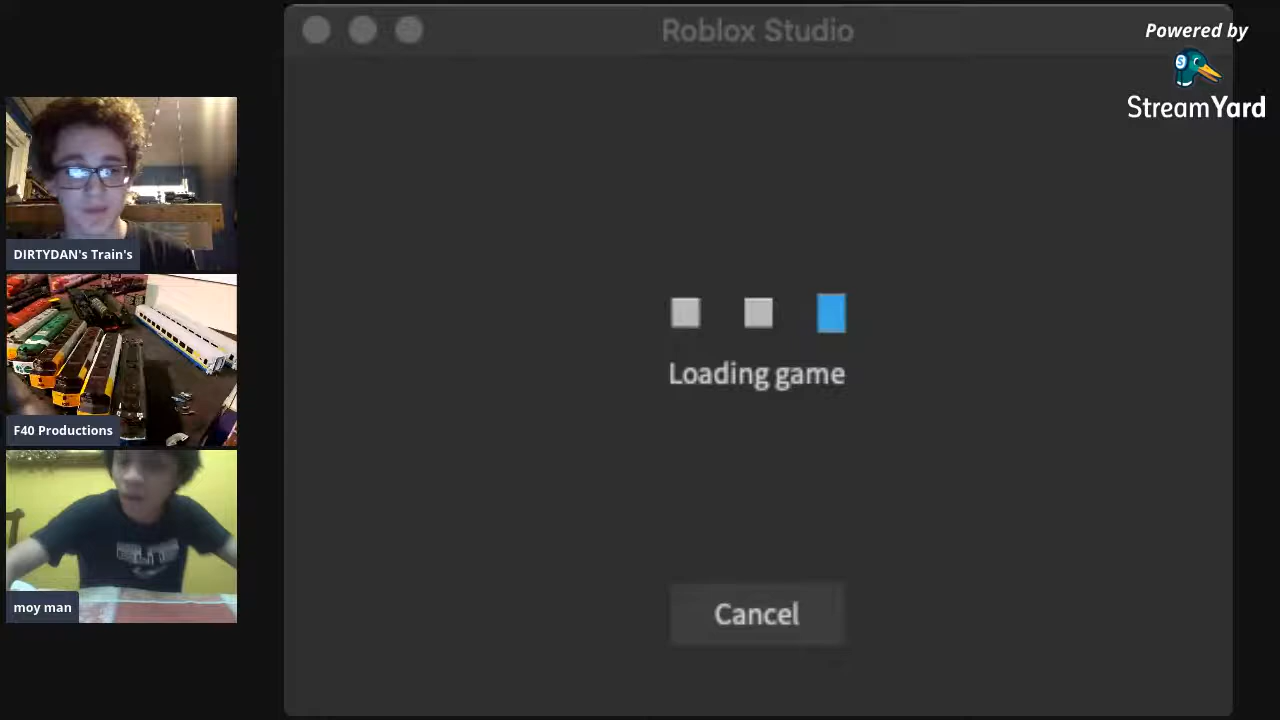 Roblox Studio
Powered by
StreamYard
DIRTYDAN's Train's
F40 Productions
moy man
Loading game
Cancel